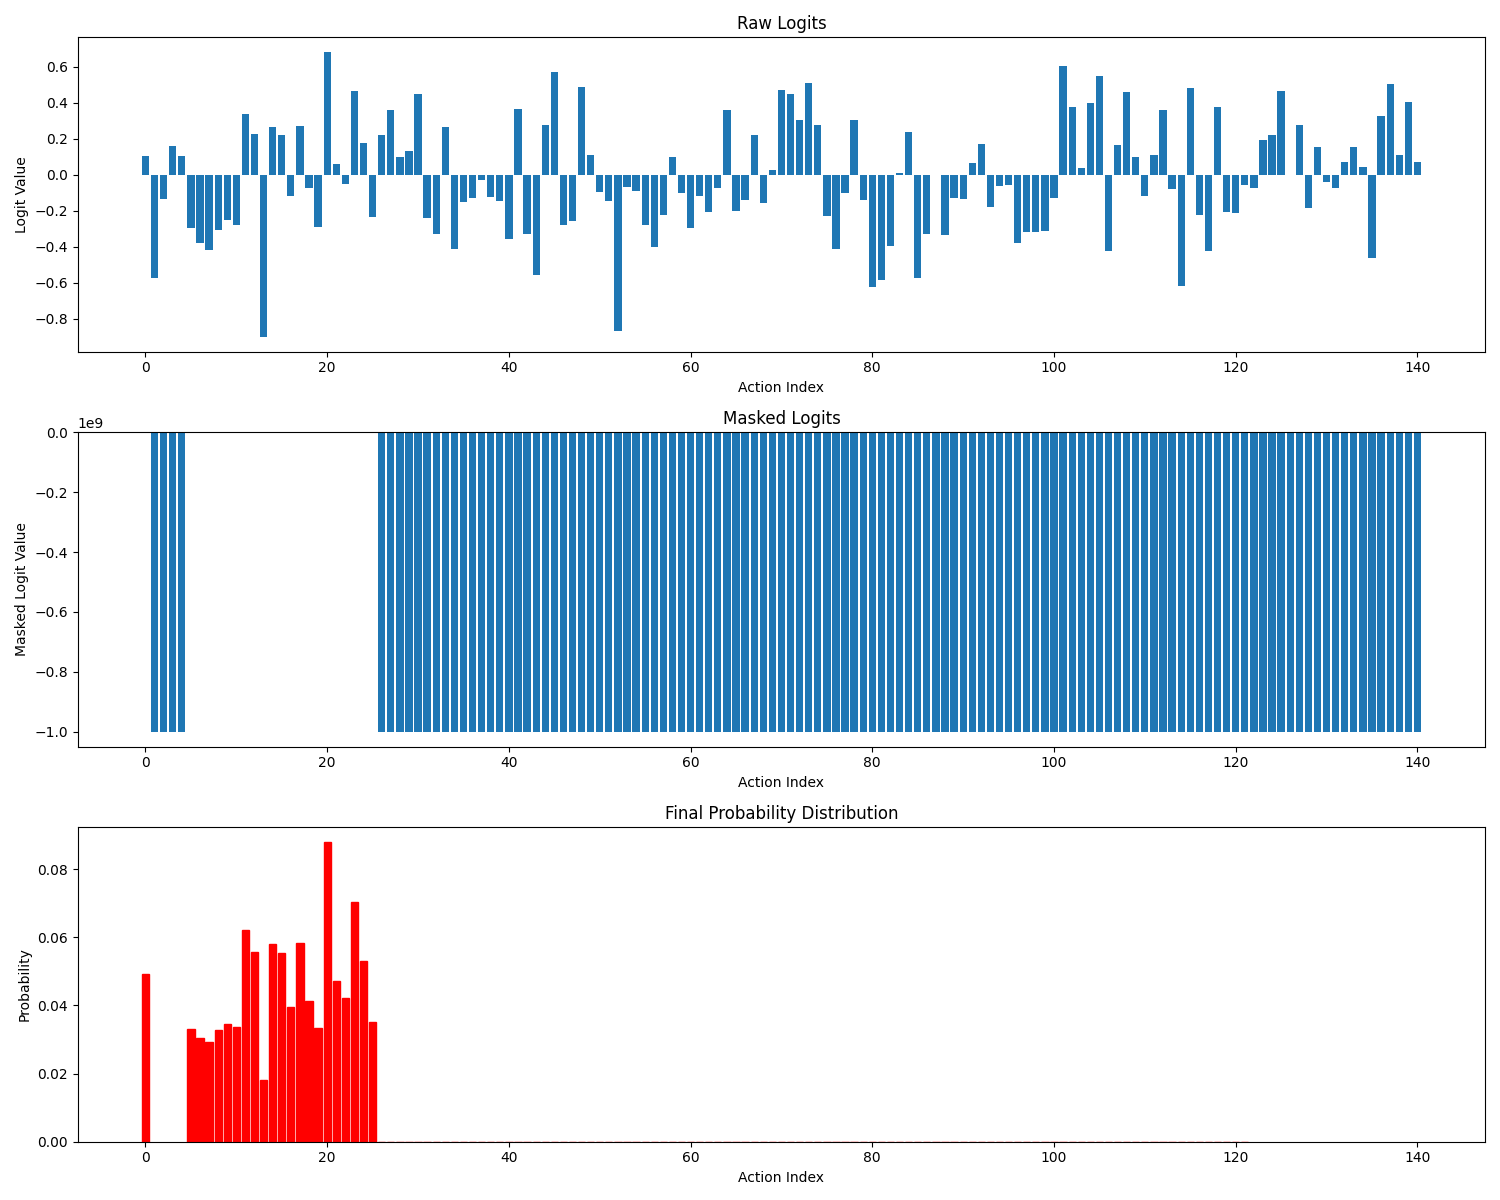 Raw Logits
0.6
0.4
0.2
0.0
−0.2
−0.4
−0.6
−0.8
Logit Value
0 20 40 60 80 100 120 140
Action Index
Masked Logits
1e9
0.0
−0.2
−0.4
−0.6
−0.8
−1.0
Masked Logit Value
0 20 40 60 80 100 120 140
Action Index
Final Probability Distribution
0.08
0.06
0.04
0.02
0.00
Probability
0 20 40 60 80 100 120 140
Action Index